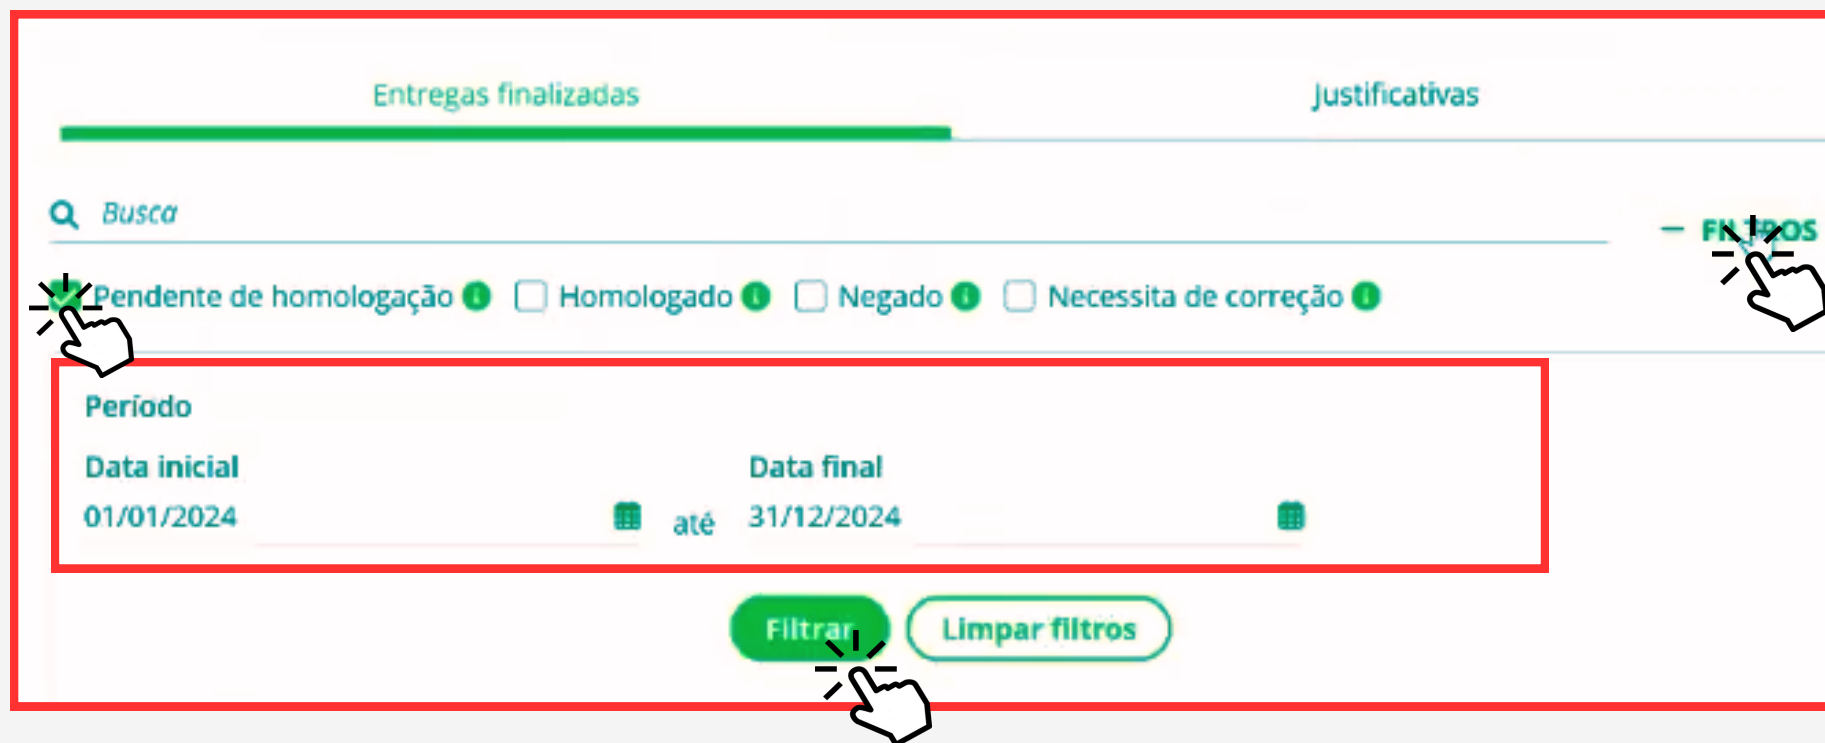 Entregas finalizadas Justificativas
Busca
− FILTROS
Pendente de homologação Homologado Negado Necessita de correção
Período
Data inicial Data final
01/01/2024 até 31/12/2024
Filtrar Limpar filtros